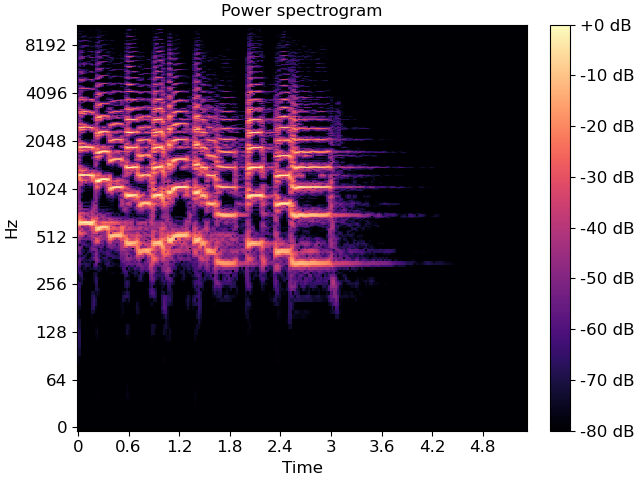 Power spectrogram
8192
4096
2048
1024
512
256
128
64
0
Hz
0 0.6 1.2 1.8 2.4 3 3.6 4.2 4.8
Time
+0 dB
-10 dB
-20 dB
-30 dB
-40 dB
-50 dB
-60 dB
-70 dB
-80 dB